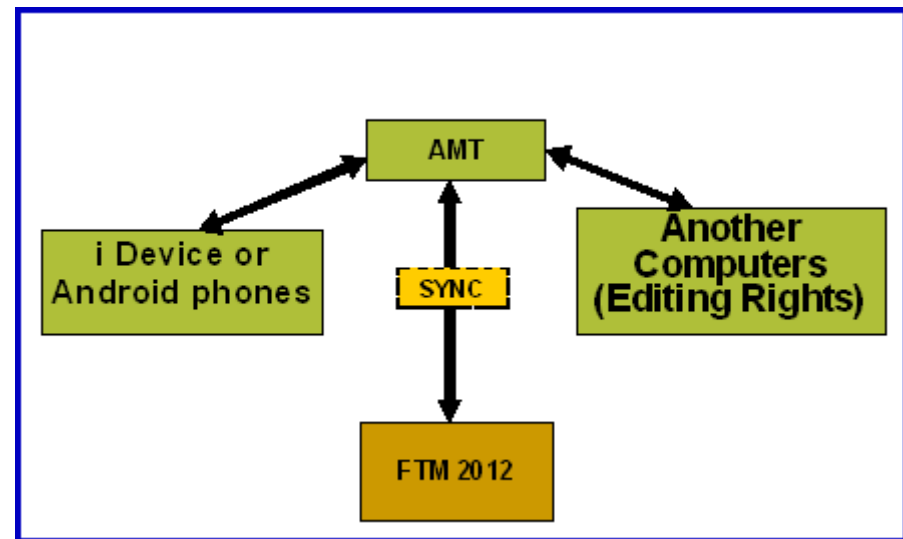 AMT
i Device or
Android phones
Another
Computers
(Editing Rights)
SYNC
FTM 2012